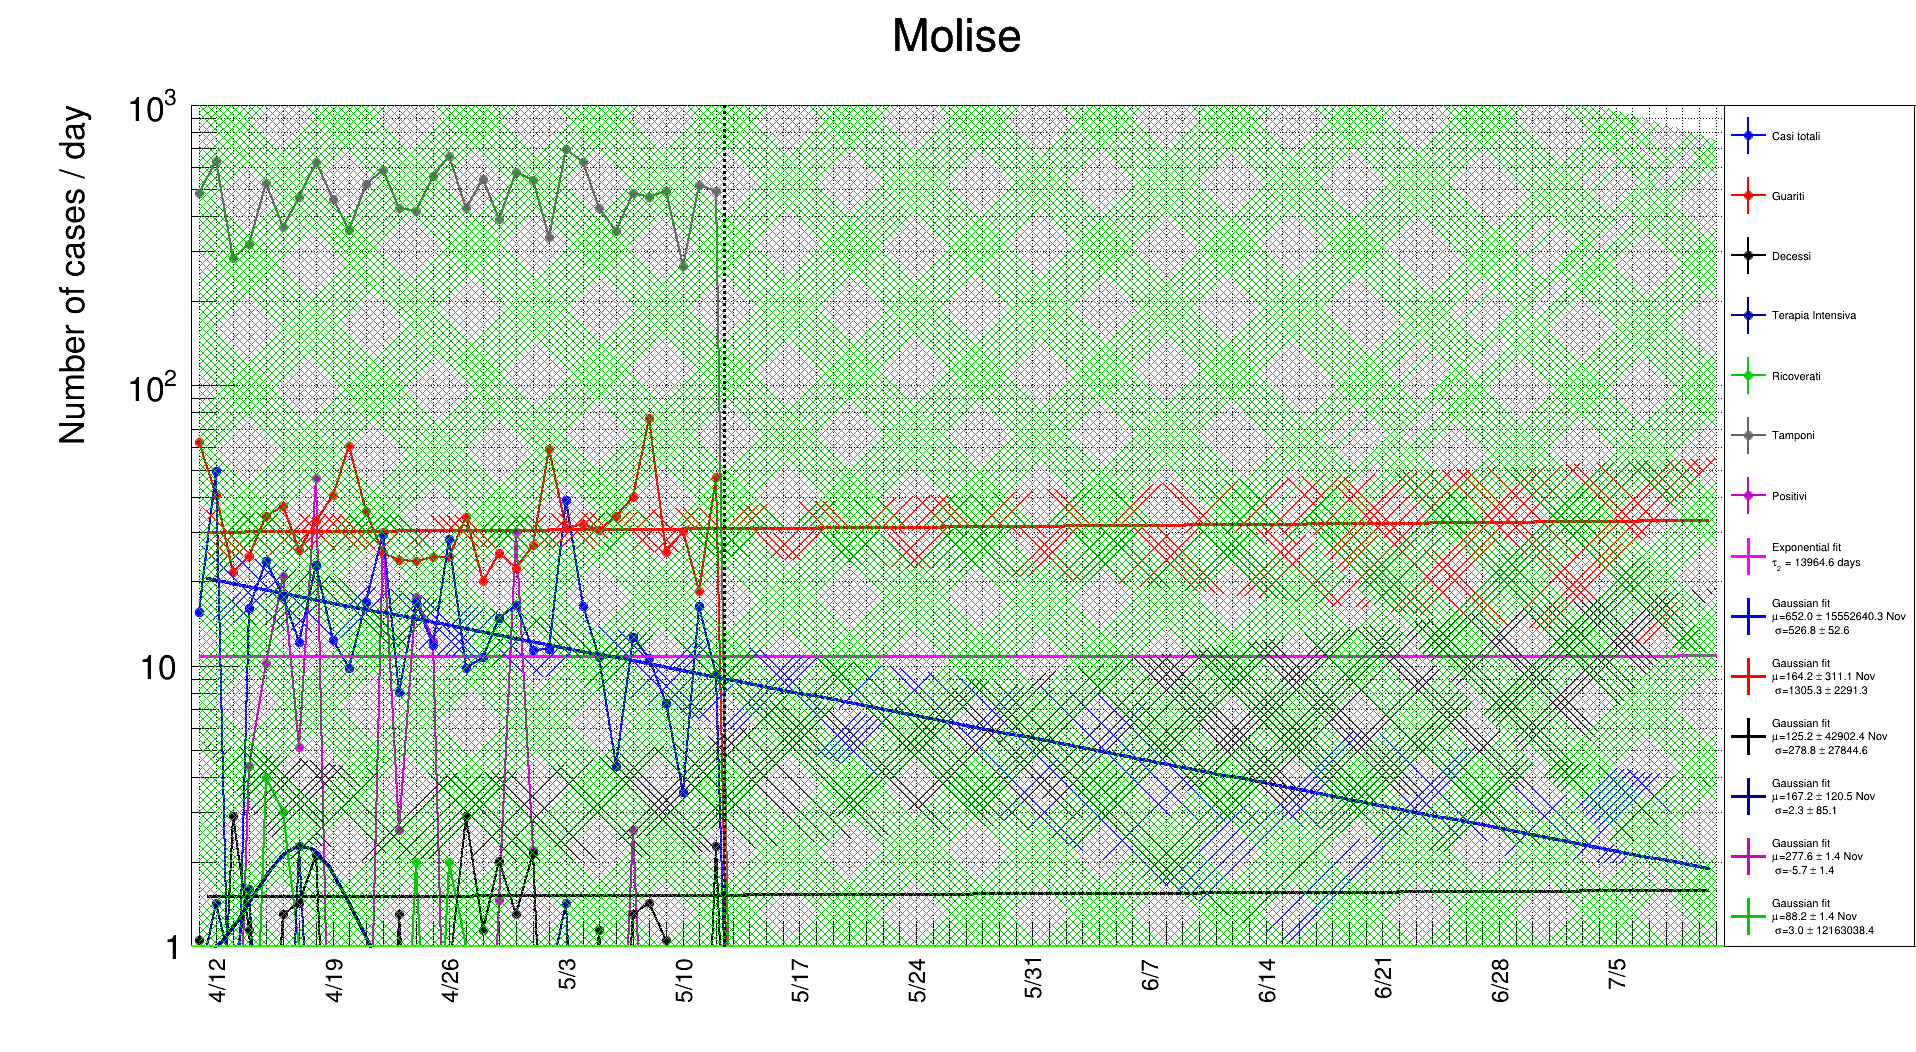 Molise
Number of cases / day
10³
10²
10
1
4/12
4/19
4/26
5/3
5/10
5/17
5/24
5/31
6/7
6/14
6/21
6/28
7/5
Casi totali
Guariti
Decessi
Terapia Intensiva
Ricoverati
Tamponi
Positivi
Exponential fit
τ₂ = 13964.6 days
Gaussian fit
μ=652.0 ± 15552640.3 Nov
σ=526.8 ± 52.6
Gaussian fit
μ=164.2 ± 311.1 Nov
σ=1305.3 ± 2291.3
Gaussian fit
μ=125.2 ± 42902.4 Nov
σ=278.8 ± 27844.6
Gaussian fit
μ=167.2 ± 120.5 Nov
σ=2.3 ± 85.1
Gaussian fit
μ=277.6 ± 1.4 Nov
σ=-5.7 ± 1.4
Gaussian fit
μ=88.2 ± 1.4 Nov
σ=3.0 ± 12163038.4